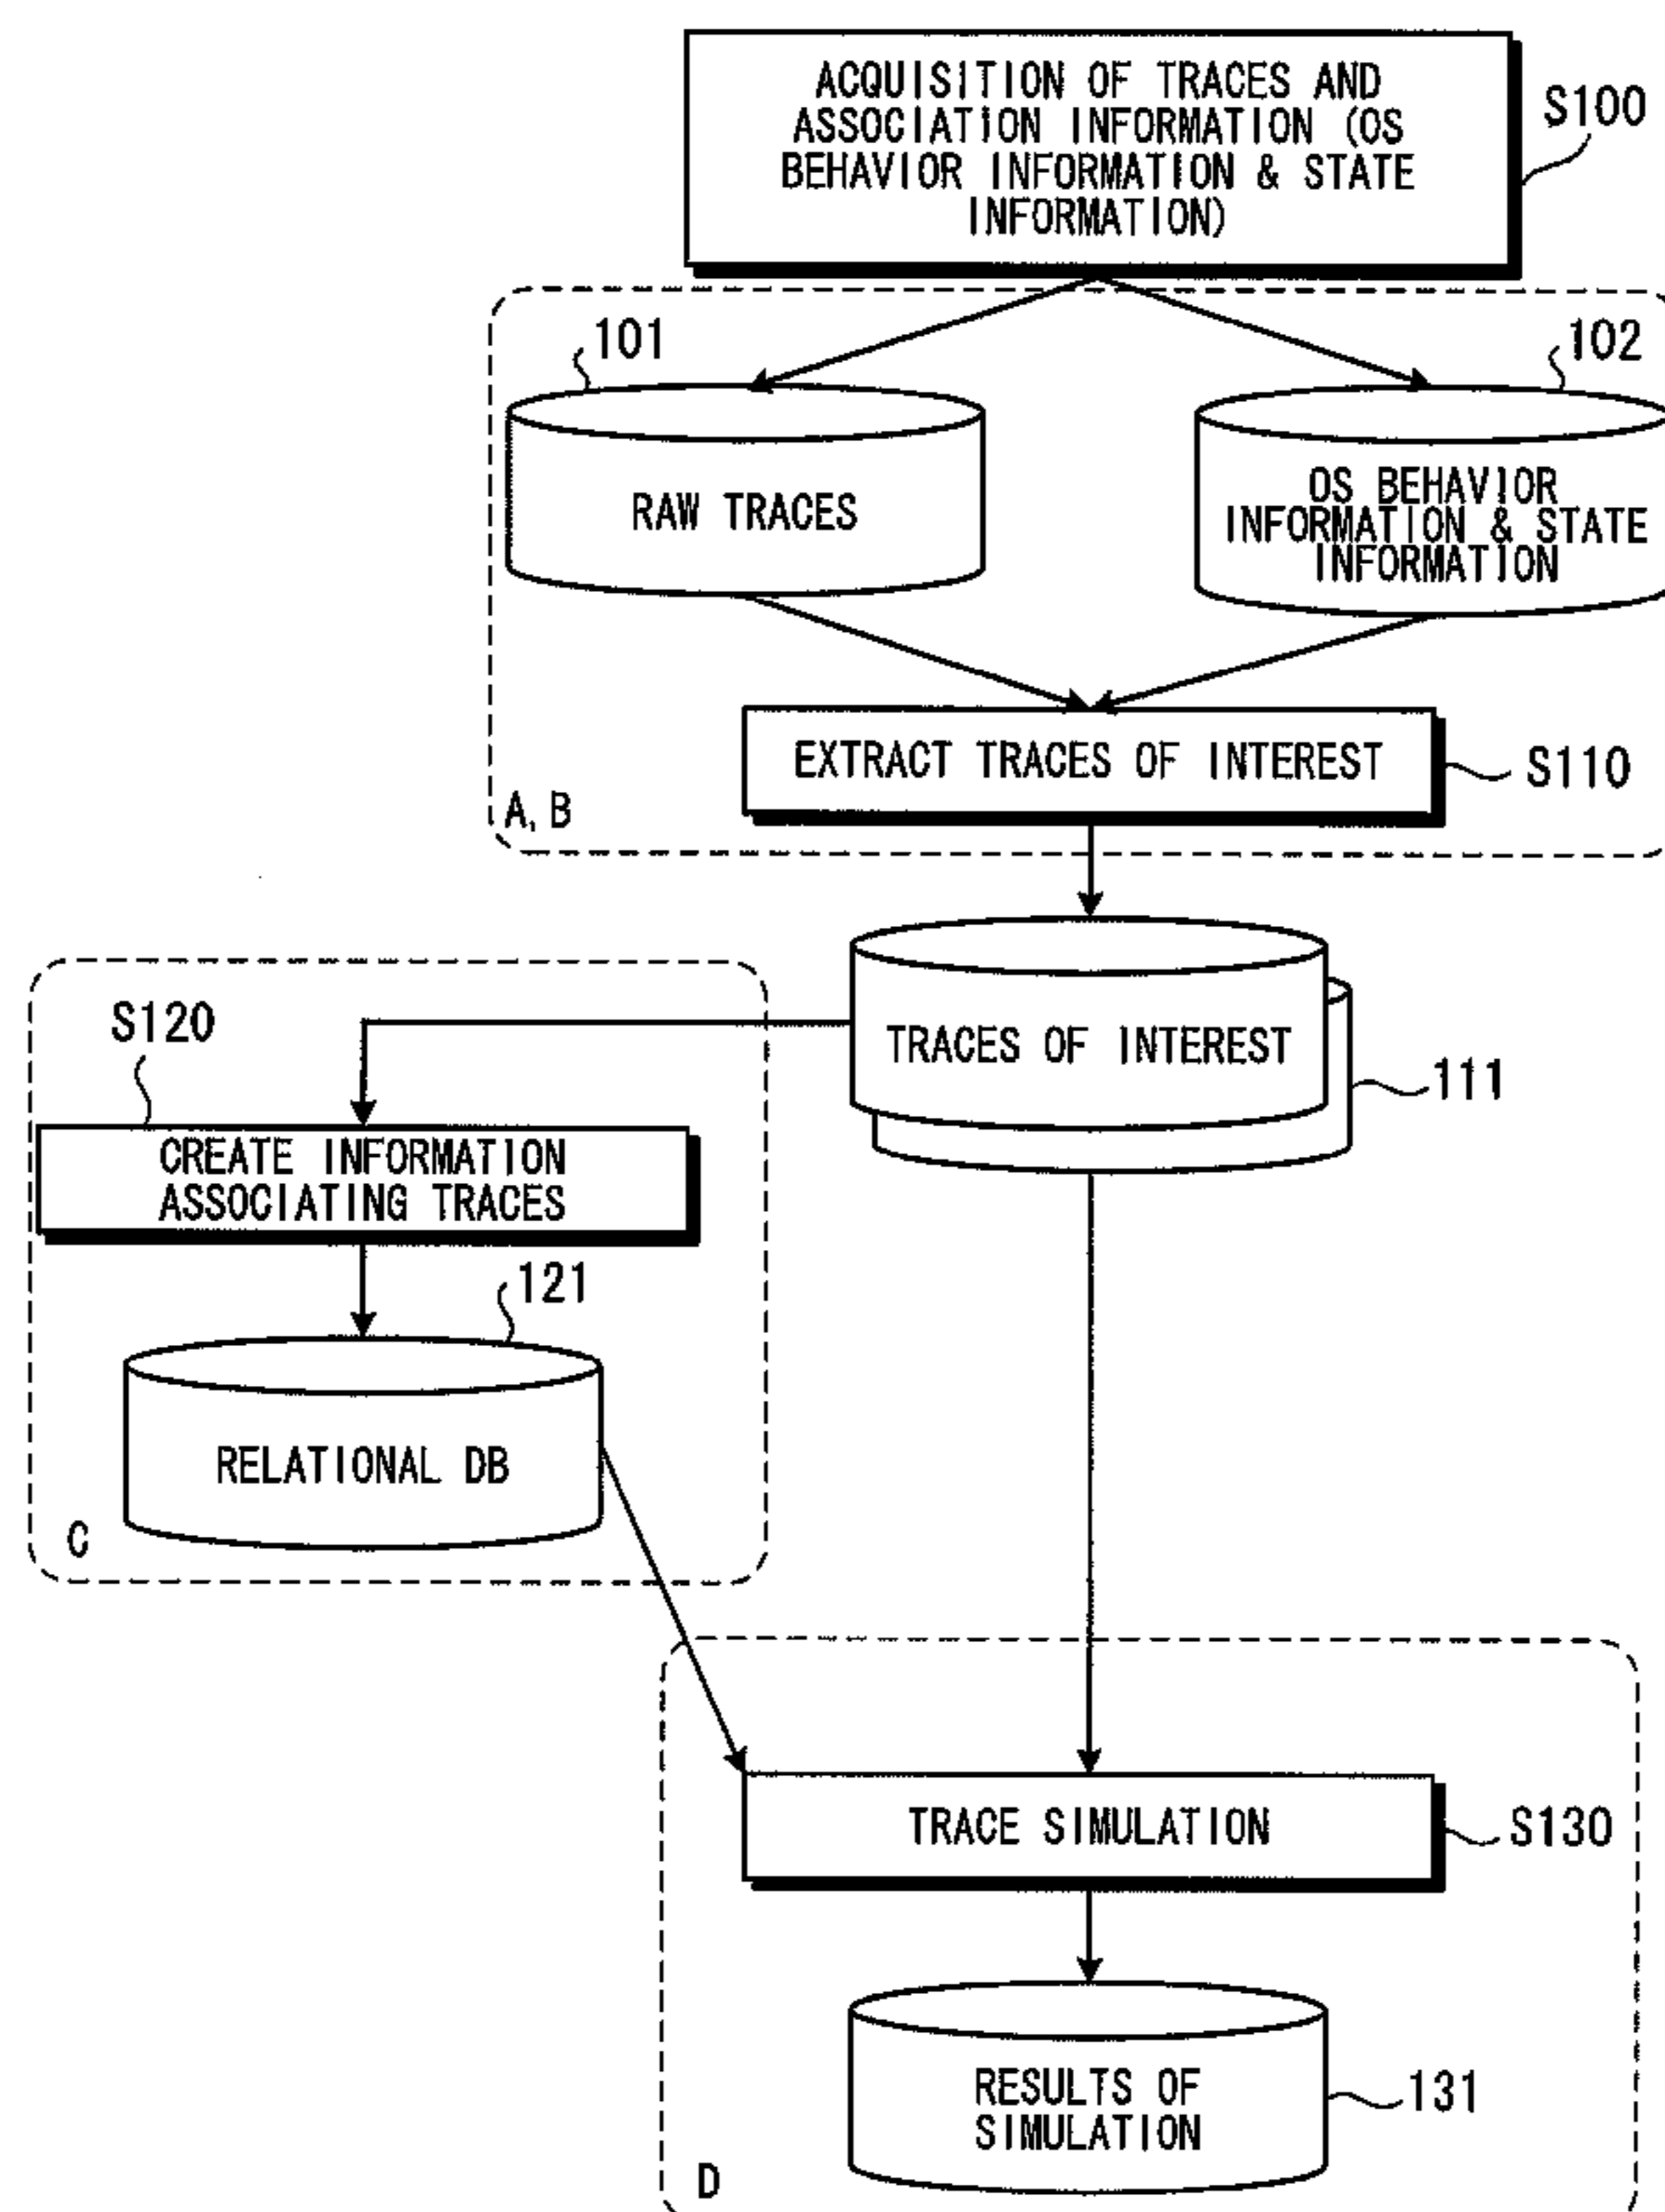 ACQUISITION OF TRACES AND
ASSOCIATION INFORMATION (OS
BEHAVIOR INFORMATION & STATE
INFORMATION)
S100
101
102
RAW TRACES
OS BEHAVIOR
INFORMATION & STATE
INFORMATION
EXTRACT TRACES OF INTEREST
S110
A, B
TRACES OF INTEREST
111
S120
CREATE INFORMATION
ASSOCIATING TRACES
121
RELATIONAL DB
C
TRACE SIMULATION
S130
RESULTS OF
SIMULATION
131
D